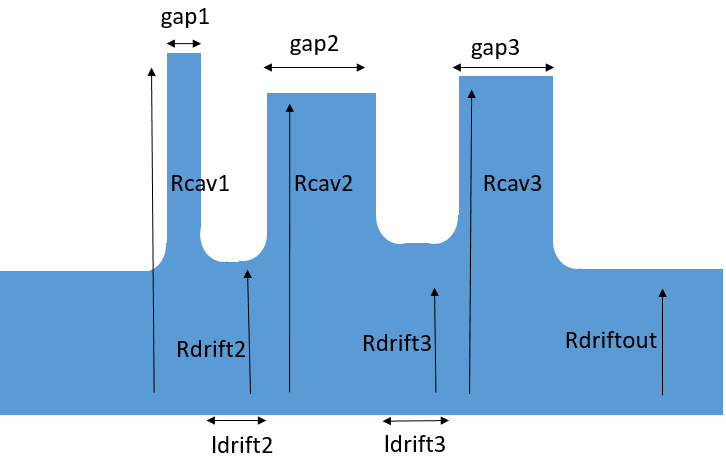 gap1
gap2
gap3
Rcav1
Rcav2
Rcav3
Rdrift2
Rdrift3
Rdriftout
ldrift2
ldrift3